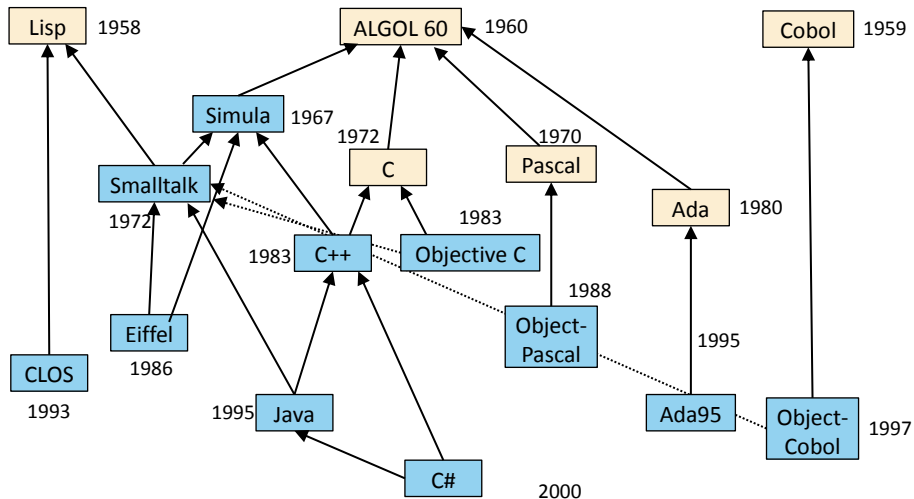 Lisp
1958
ALGOL 60
1960
Cobol
1959
Simula
1967
1972
1970
C
Pascal
Smalltalk
1972
Ada
1980
1983
C++
1983
Objective C
1988
Object-
Pascal
Eiffel
1986
1995
CLOS
1993
1995
Java
Ada95
Object-
Cobol
1997
C#
2000